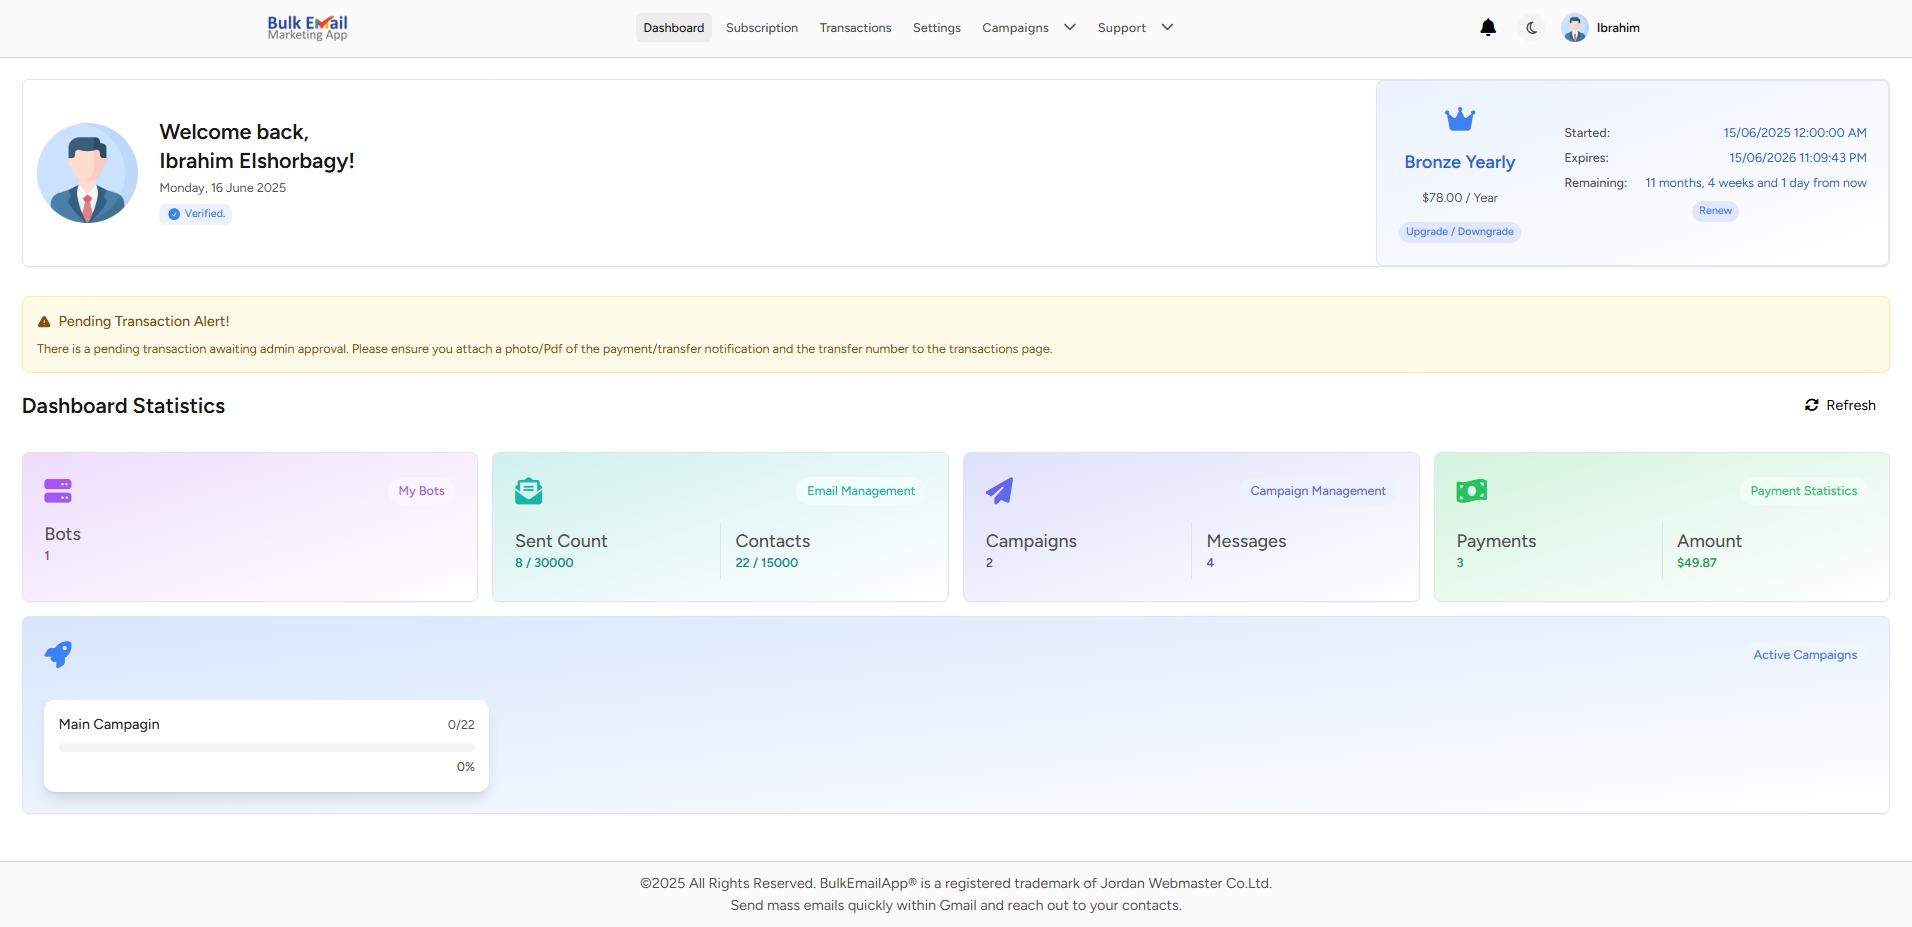 Bulk Email
Marketing App
Dashboard
Subscription
Transactions
Settings
Campaigns
Support
Ibrahim
Welcome back,
Ibrahim Elshorbagy!
Monday, 16 June 2025
Verified.
Bronze Yearly
$78.00 / Year
Upgrade / Downgrade
Started: 15/06/2025 12:00:00 AM
Expires: 15/06/2026 11:09:43 PM
Remaining: 11 months, 4 weeks and 1 day from now
Renew
Pending Transaction Alert!
There is a pending transaction awaiting admin approval. Please ensure you attach a photo/Pdf of the payment/transfer notification and the transfer number to the transactions page.
Dashboard Statistics
Refresh
My Bots
Bots
1
Email Management
Sent Count
8 / 30000
Contacts
22 / 15000
Campaign Management
Campaigns
2
Messages
4
Payment Statistics
Payments
3
Amount
$49.87
Active Campaigns
Main Campagin
0/22
0%
©2025 All Rights Reserved. BulkEmailApp® is a registered trademark of Jordan Webmaster Co.Ltd.
Send mass emails quickly within Gmail and reach out to your contacts.